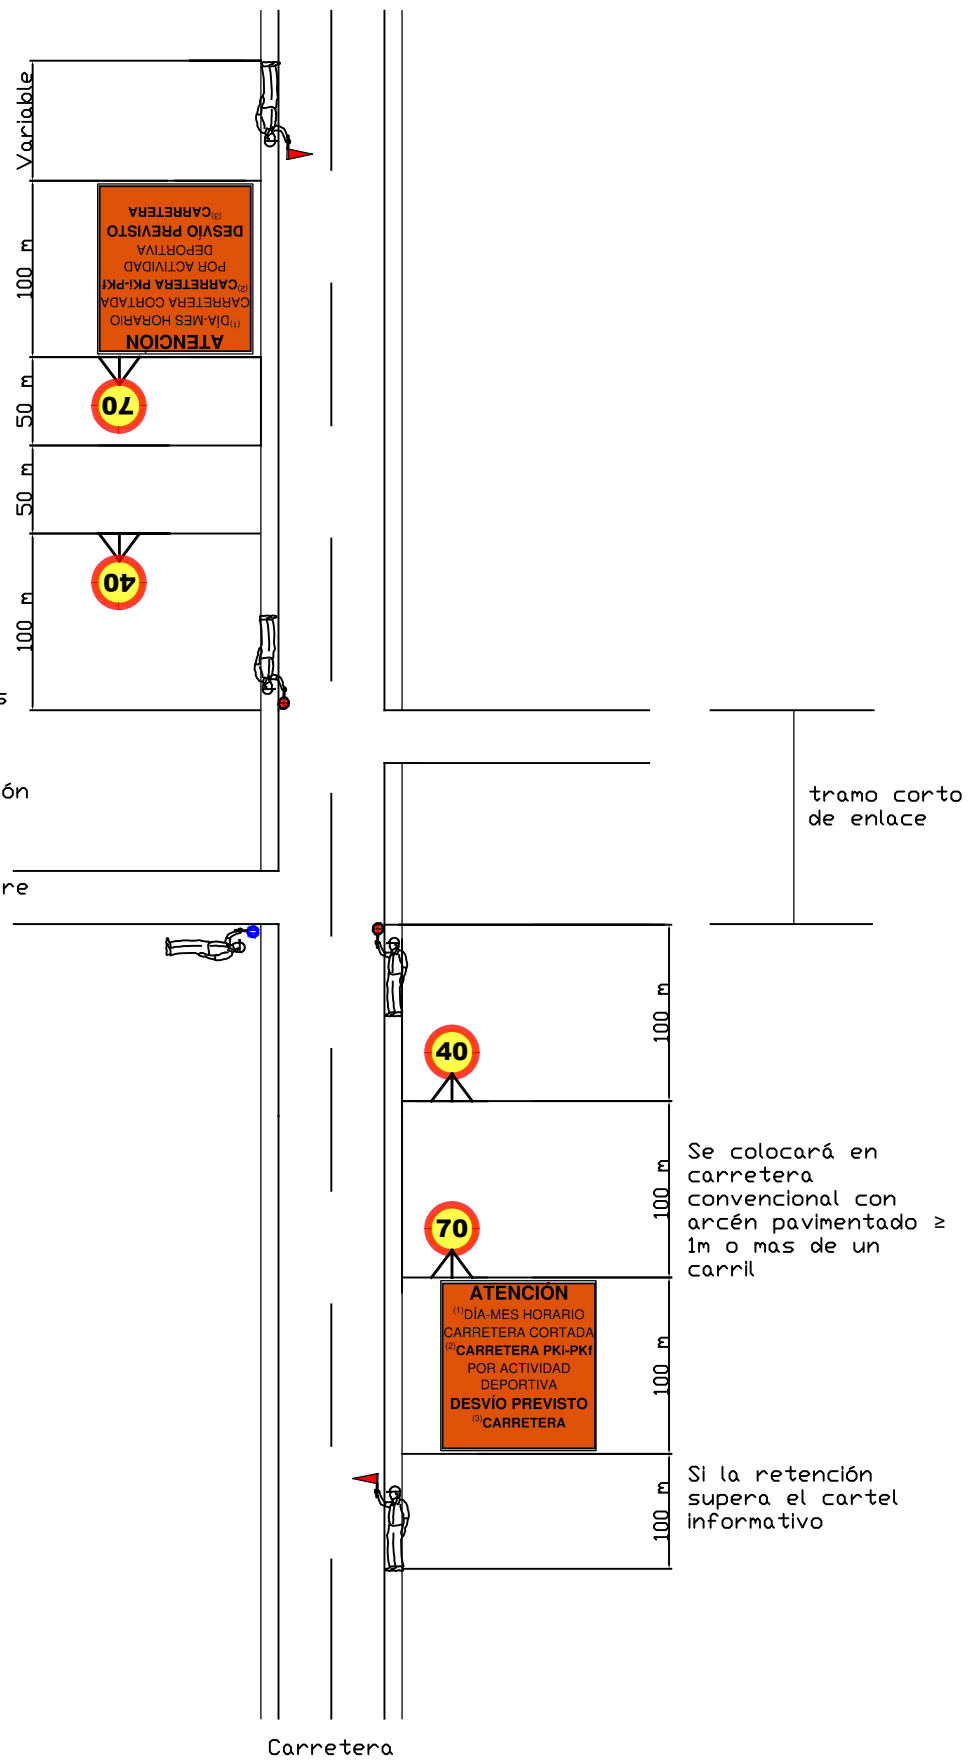 Variable
100 m
50 m
50 m
100 m
ATENCIÓN
(1)DÍA-MES HORARIO
CARRETERA CORTADA
(2)CARRETERA PKi-PKf
POR ACTIVIDAD
DEPORTIVA
DESVÍO PREVISTO
(3)CARRETERA
70
40
s
ón
re
tramo corto
de enlace
40
100 m
70
100 m
Se colocará en
carretera
convencional con
arcén pavimentado ≥
1m o mas de un
carril
ATENCIÓN
(1)DÍA-MES HORARIO
CARRETERA CORTADA
(2)CARRETERA PKi-PKf
POR ACTIVIDAD
DEPORTIVA
DESVÍO PREVISTO
(3)CARRETERA
100 m
100 m
Si la retención
supera el cartel
informativo
Carretera